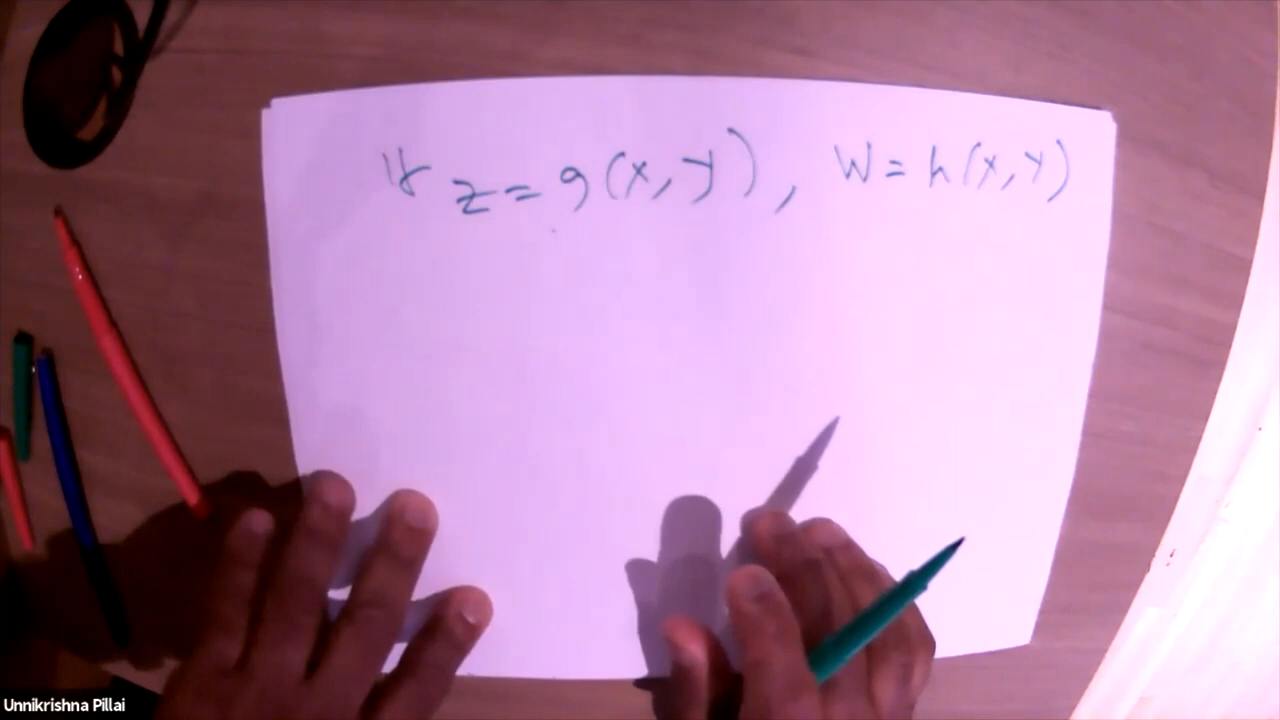 If z = g(x, y), W = h(x, y)
Unnikrishna Pillai